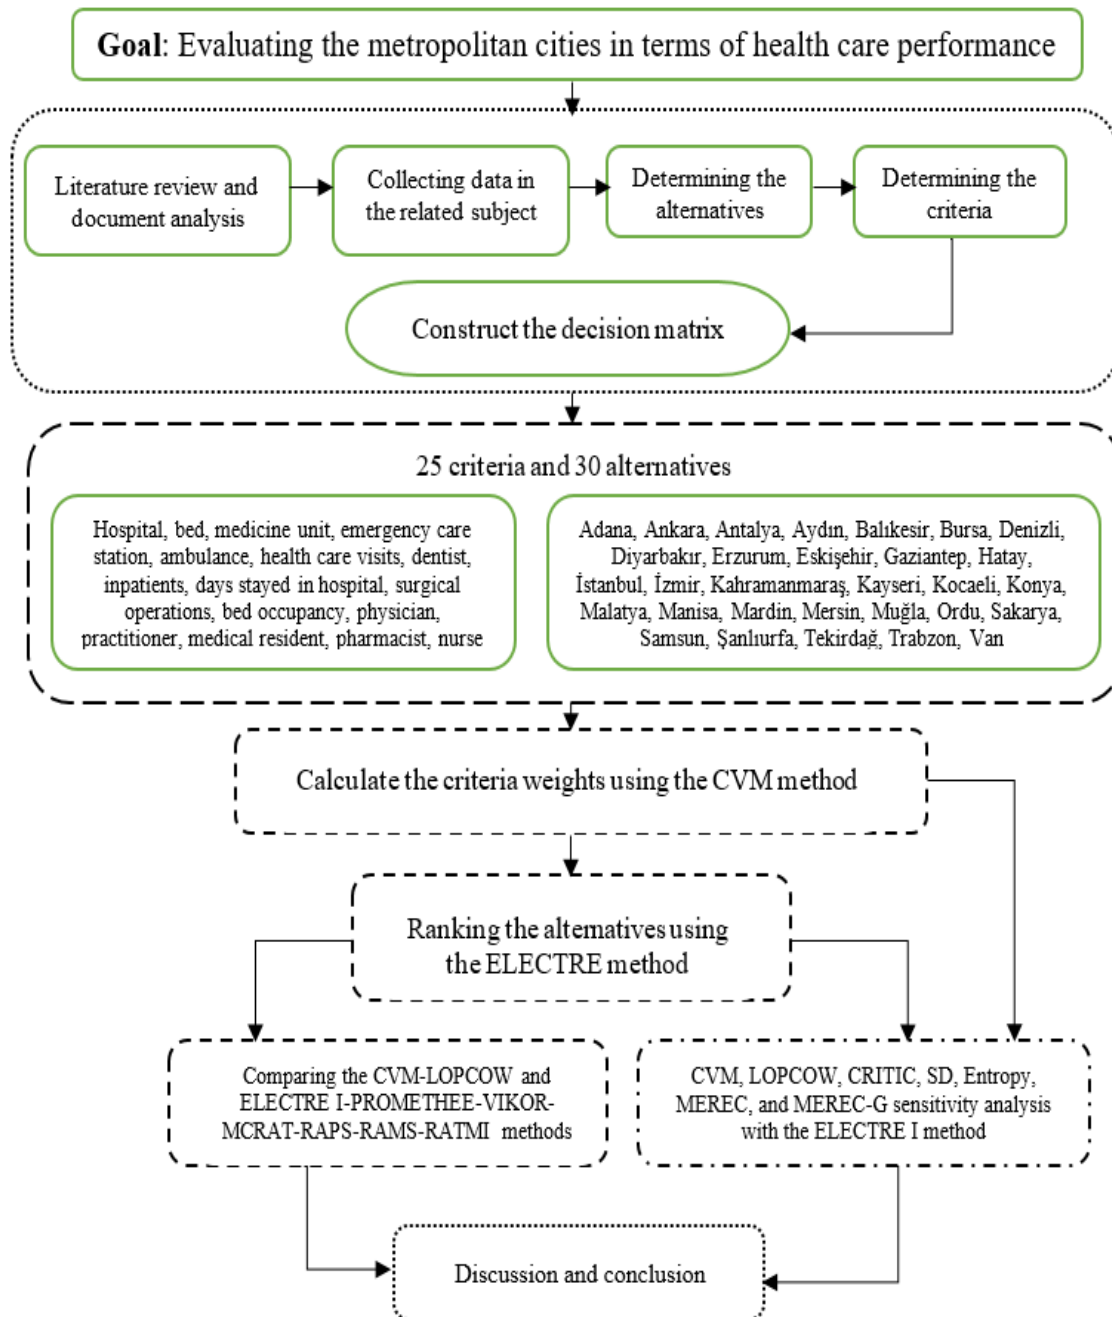 Goal: Evaluating the metropolitan cities in terms of health care performance
Literature review and
document analysis
Collecting data in
the related subject
Determining the
alternatives
Determining the
criteria
Construct the decision matrix
25 criteria and 30 alternatives
Hospital, bed, medicine unit, emergency care
station, ambulance, health care visits, dentist,
inpatients, days stayed in hospital, surgical
operations, bed occupancy, physician,
practitioner, medical resident, pharmacist, nurse
Adana, Ankara, Antalya, Aydın, Balıkesir, Bursa, Denizli,
Diyarbakır, Erzurum, Eskişehir, Gaziantep, Hatay,
İstanbul, İzmir, Kahramanmaraş, Kayseri, Kocaeli, Konya,
Malatya, Manisa, Mardin, Mersin, Muğla, Ordu, Sakarya,
Samsun, Şanlıurfa, Tekirdağ, Trabzon, Van
Calculate the criteria weights using the CVM method
Ranking the alternatives using
the ELECTRE method
Comparing the CVM-LOPCOW and
ELECTRE I-PROMETHEE-VIKOR-
MCRAT-RAPS-RAMS-RATMI methods
CVM, LOPCOW, CRITIC, SD, Entropy,
MEREC, and MEREC-G sensitivity analysis
with the ELECTRE I method
Discussion and conclusion